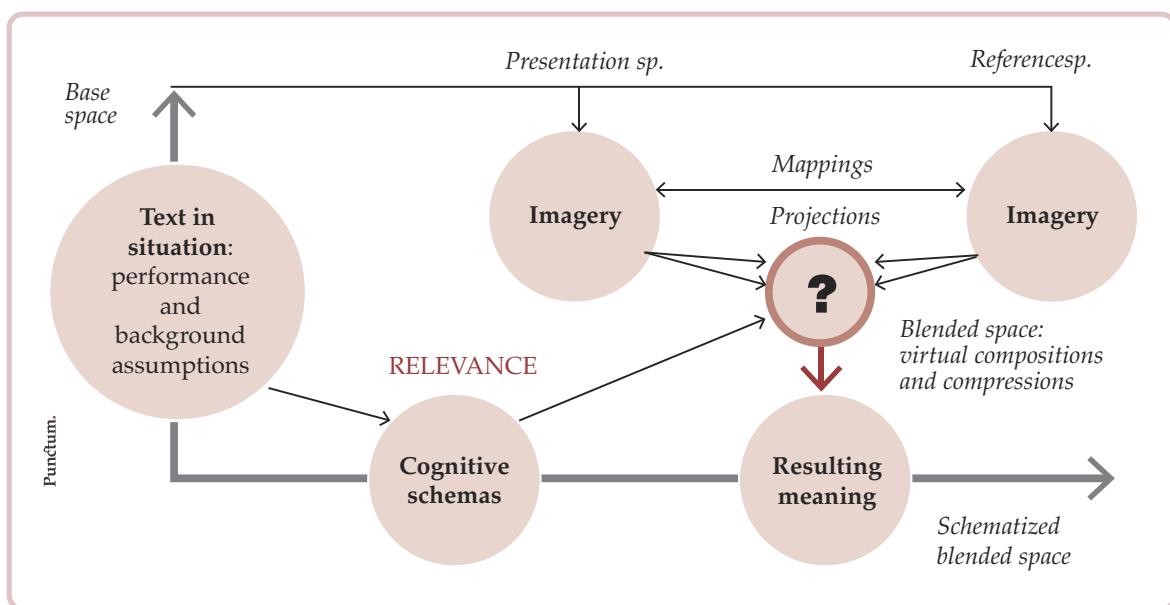 Presentation sp.
Referencesp.
Base
space
Text in
situation:
performance
and
background
assumptions
Imagery
Mappings
Projections
Imagery
?
Blended space:
virtual compositions
and compressions
RELEVANCE
Cognitive
schemas
Resulting
meaning
Schematized
blended space
Punctum.